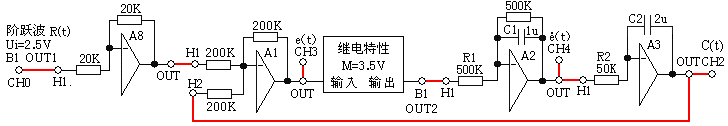 阶跃波 R(t)
Ui=2.5V
B1 OUT1
CH0
H1.
20K
20K
A8
OUT
H1
H2
200K
200K
200K
A1
e(t)
CH3
OUT
继电特性
M=3.5V
输入 输出
B1
OUT2
H1
R1
500K
500K
C1
1u
A2
ė(t)
CH4
OUT
H1
R2
50K
C2
2u
A3
C(t)
OUT CH2